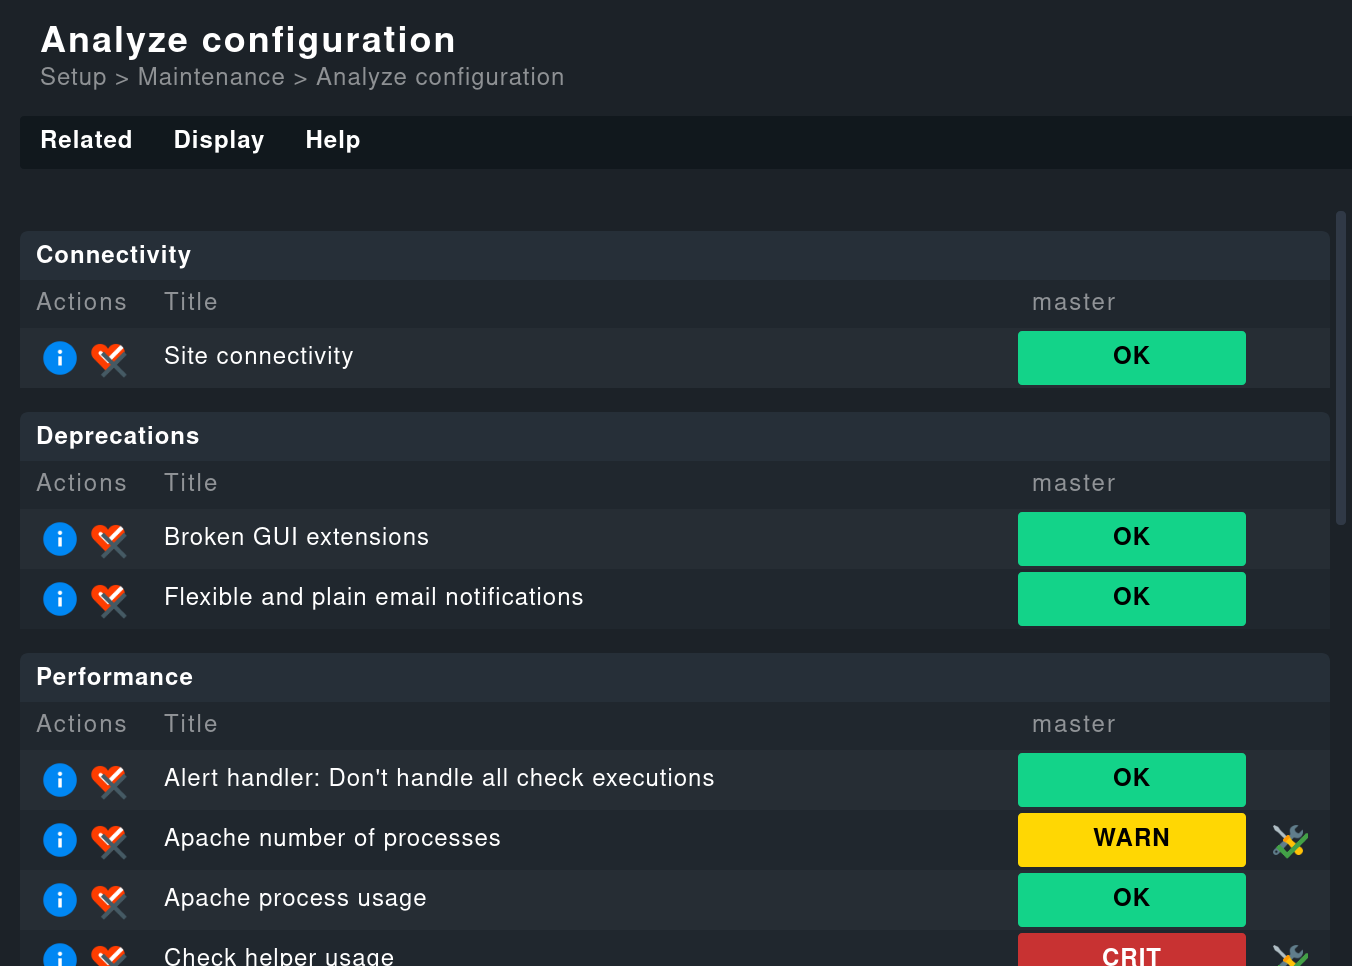 Analyze configuration
Setup > Maintenance > Analyze configuration
Related Display Help
Connectivity
Actions Title master
Site connectivity OK
Deprecations
Actions Title master
Broken GUI extensions OK
Flexible and plain email notifications OK
Performance
Actions Title master
Alert handler: Don't handle all check executions OK
Apache number of processes WARN
Apache process usage OK
Check helper usage CRIT